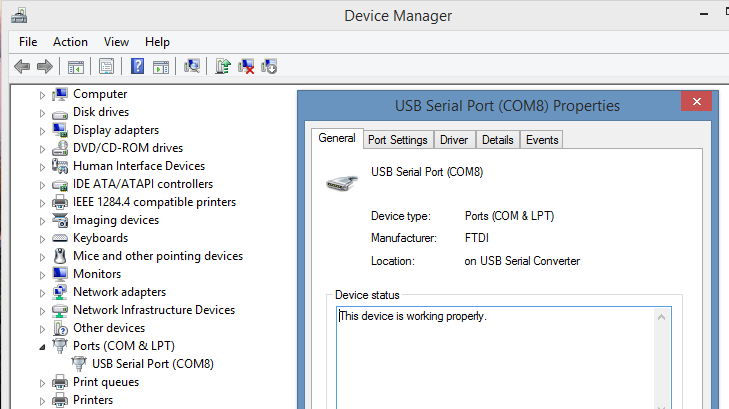 Device Manager
File Action View Help
Computer
Disk drives
Display adapters
DVD/CD-ROM drives
Human Interface Devices
IDE ATA/ATAPI controllers
IEEE 1284.4 compatible printers
Imaging devices
Keyboards
Mice and other pointing devices
Monitors
Network adapters
Network Infrastructure Devices
Other devices
Ports (COM & LPT)
USB Serial Port (COM8)
Print queues
Printers
USB Serial Port (COM8) Properties
General Port Settings Driver Details Events
USB Serial Port (COM8)
Device type: Ports (COM & LPT)
Manufacturer: FTDI
Location: on USB Serial Converter
Device status
This device is working properly.